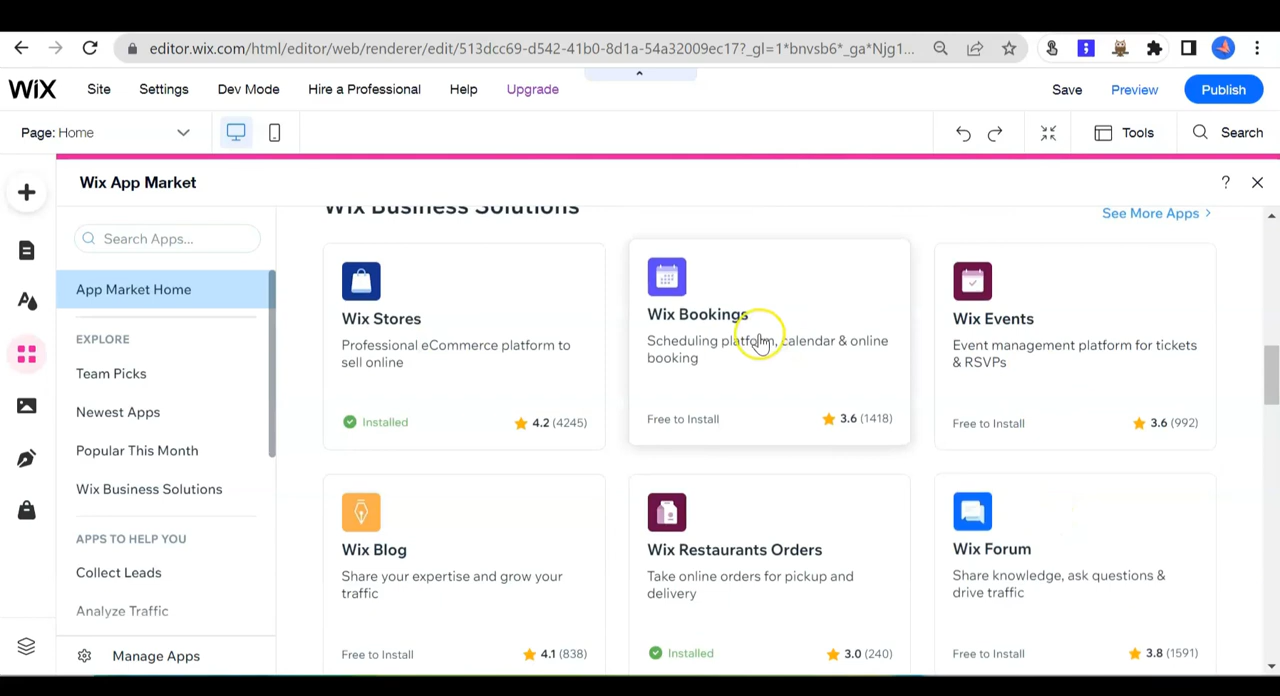 editor.wix.com/html/editor/web/renderer/edit/513dcc69-d542-41b0-8d1a-54a32009ec17?_gl=1*bnvsb6*_ga*Njg1...
WiX
Site
Settings
Dev Mode
Hire a Professional
Help
Upgrade
Save
Preview
Publish
Page: Home
Tools
Search
Wix App Market
?
Search Apps...
App Market Home
EXPLORE
Team Picks
Newest Apps
Popular This Month
Wix Business Solutions
APPS TO HELP YOU
Collect Leads
Analyze Traffic
Manage Apps
Wix Business Solutions
See More Apps >
Wix Stores
Professional eCommerce platform to
sell online
Installed
4.2 (4245)
Wix Bookings
Scheduling platform, calendar & online
booking
Free to Install
3.6 (1418)
Wix Events
Event management platform for tickets
& RSVPs
Free to Install
3.6 (992)
Wix Blog
Share your expertise and grow your
traffic
Free to Install
4.1 (838)
Wix Restaurants Orders
Take online orders for pickup and
delivery
Installed
3.0 (240)
Wix Forum
Share knowledge, ask questions &
drive traffic
Free to Install
3.8 (1591)